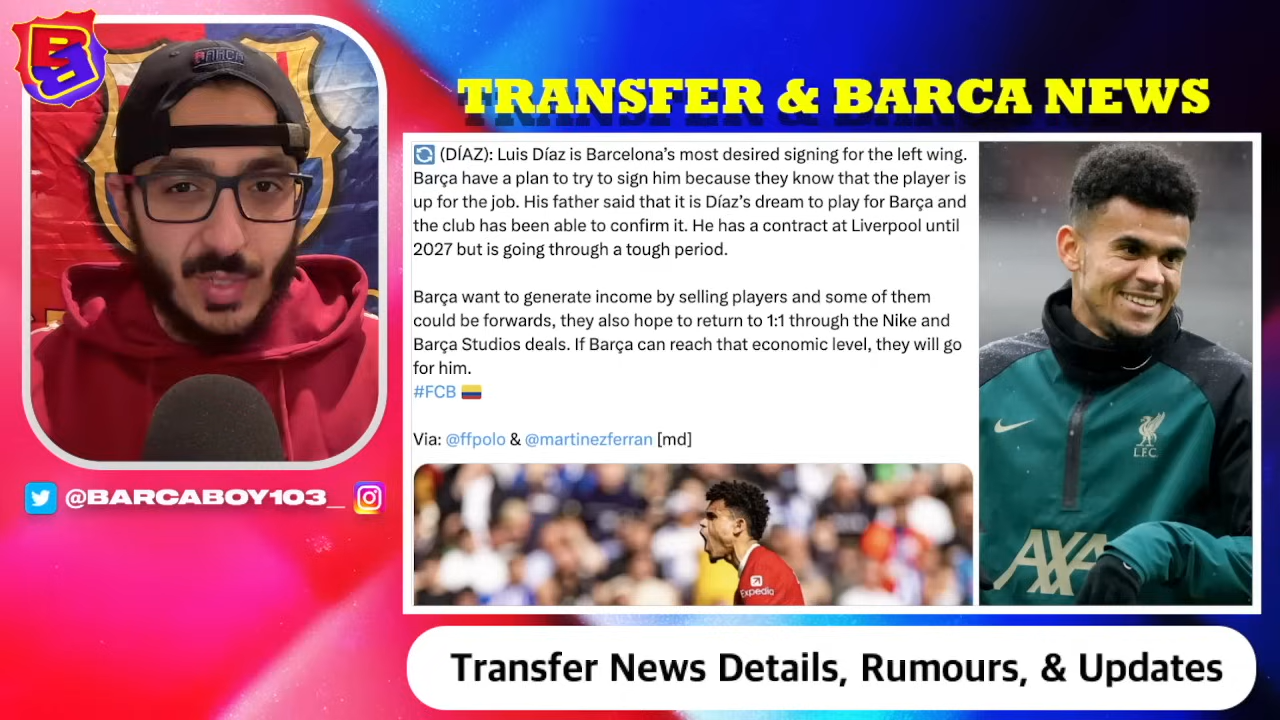 BARCA
TRANSFER & BARCA NEWS
🔄 (DÍAZ): Luis Díaz is Barcelona’s most desired signing for the left wing.
Barça have a plan to try to sign him because they know that the player is
up for the job. His father said that it is Díaz’s dream to play for Barça and
the club has been able to confirm it. He has a contract at Liverpool until
2027 but is going through a tough period.
Barça want to generate income by selling players and some of them
could be forwards, they also hope to return to 1:1 through the Nike and
Barça Studios deals. If Barça can reach that economic level, they will go
for him.
#FCB 🇨🇴
Via: @ffpolo & @martinezferran [md]
Expedia
L.F.C.
AXA
@BARCABOY103_
Transfer News Details, Rumours, & Updates